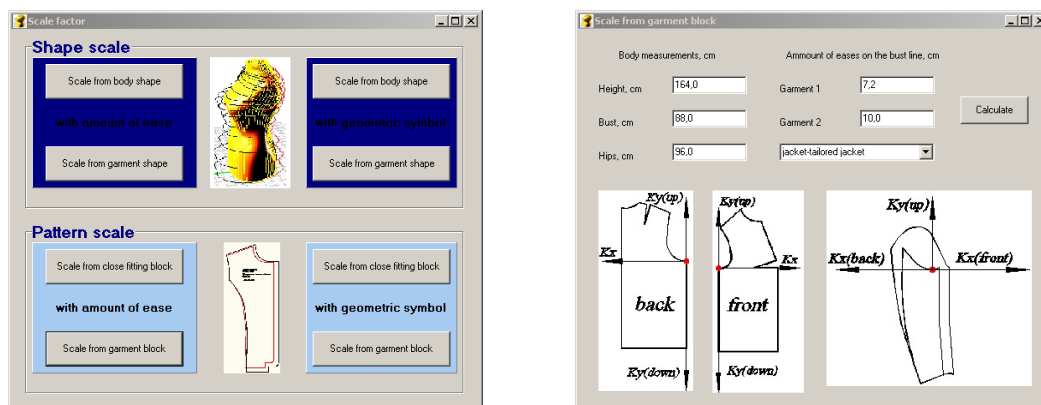 Scale factor
Shape scale
Scale from body shape
with amount of ease
Scale from garment shape
Scale from body shape
with geometric symbol
Scale from garment shape
Pattern scale
Scale from close fitting block
with amount of ease
Scale from garment block
Scale from close fitting block
with geometric symbol
Scale from garment block
Scale from garment block
Body measurements, cm
Ammount of eases on the bust line, cm
Height, cm 164,0
Garment 1 7,2
Bust, cm 88,0
Garment 2 10,0
Calculate
Hips, cm 96,0
jacket-tailored jacket
Ky(up)
Kx
back
Ky(down)
Ky(up)
Kx
front
Ky(down)
Ky(up)
Kx(back)
Kx(front)